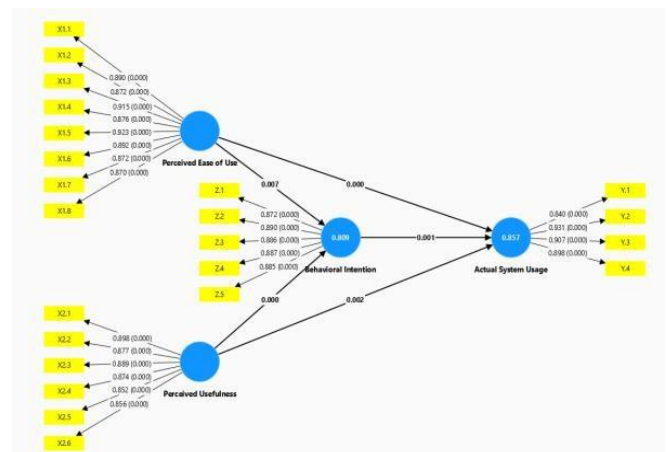 X1.1
X1.2
X1.3
X1.4
X1.5
X1.6
X1.7
X1.8
0.890 (0.000)
0.872 (0.000)
0.915 (0.000)
0.876 (0.000)
0.923 (0.000)
0.892 (0.000)
0.872 (0.000)
0.870 (0.000)
Perceived Ease of Use
0.007
0.000
Z.1
Z.2
Z.3
Z.4
Z.5
0.872 (0.000)
0.890 (0.000)
0.886 (0.000)
0.887 (0.000)
0.885 (0.000)
0.809
Behavioral Intention
0.001
0.857
Actual System Usage
0.840 (0.000)
0.931 (0.000)
0.907 (0.000)
0.898 (0.000)
Y.1
Y.2
Y.3
Y.4
0.000
0.002
X2.1
X2.2
X2.3
X2.4
X2.5
X2.6
0.898 (0.000)
0.877 (0.000)
0.889 (0.000)
0.874 (0.000)
0.852 (0.000)
0.856 (0.000)
Perceived Usefulness